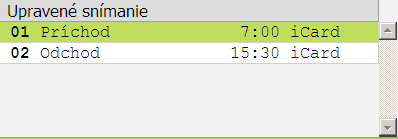 Upravené snímanie
01 Príchod 7:00 iCard
02 Odchod 15:30 iCard